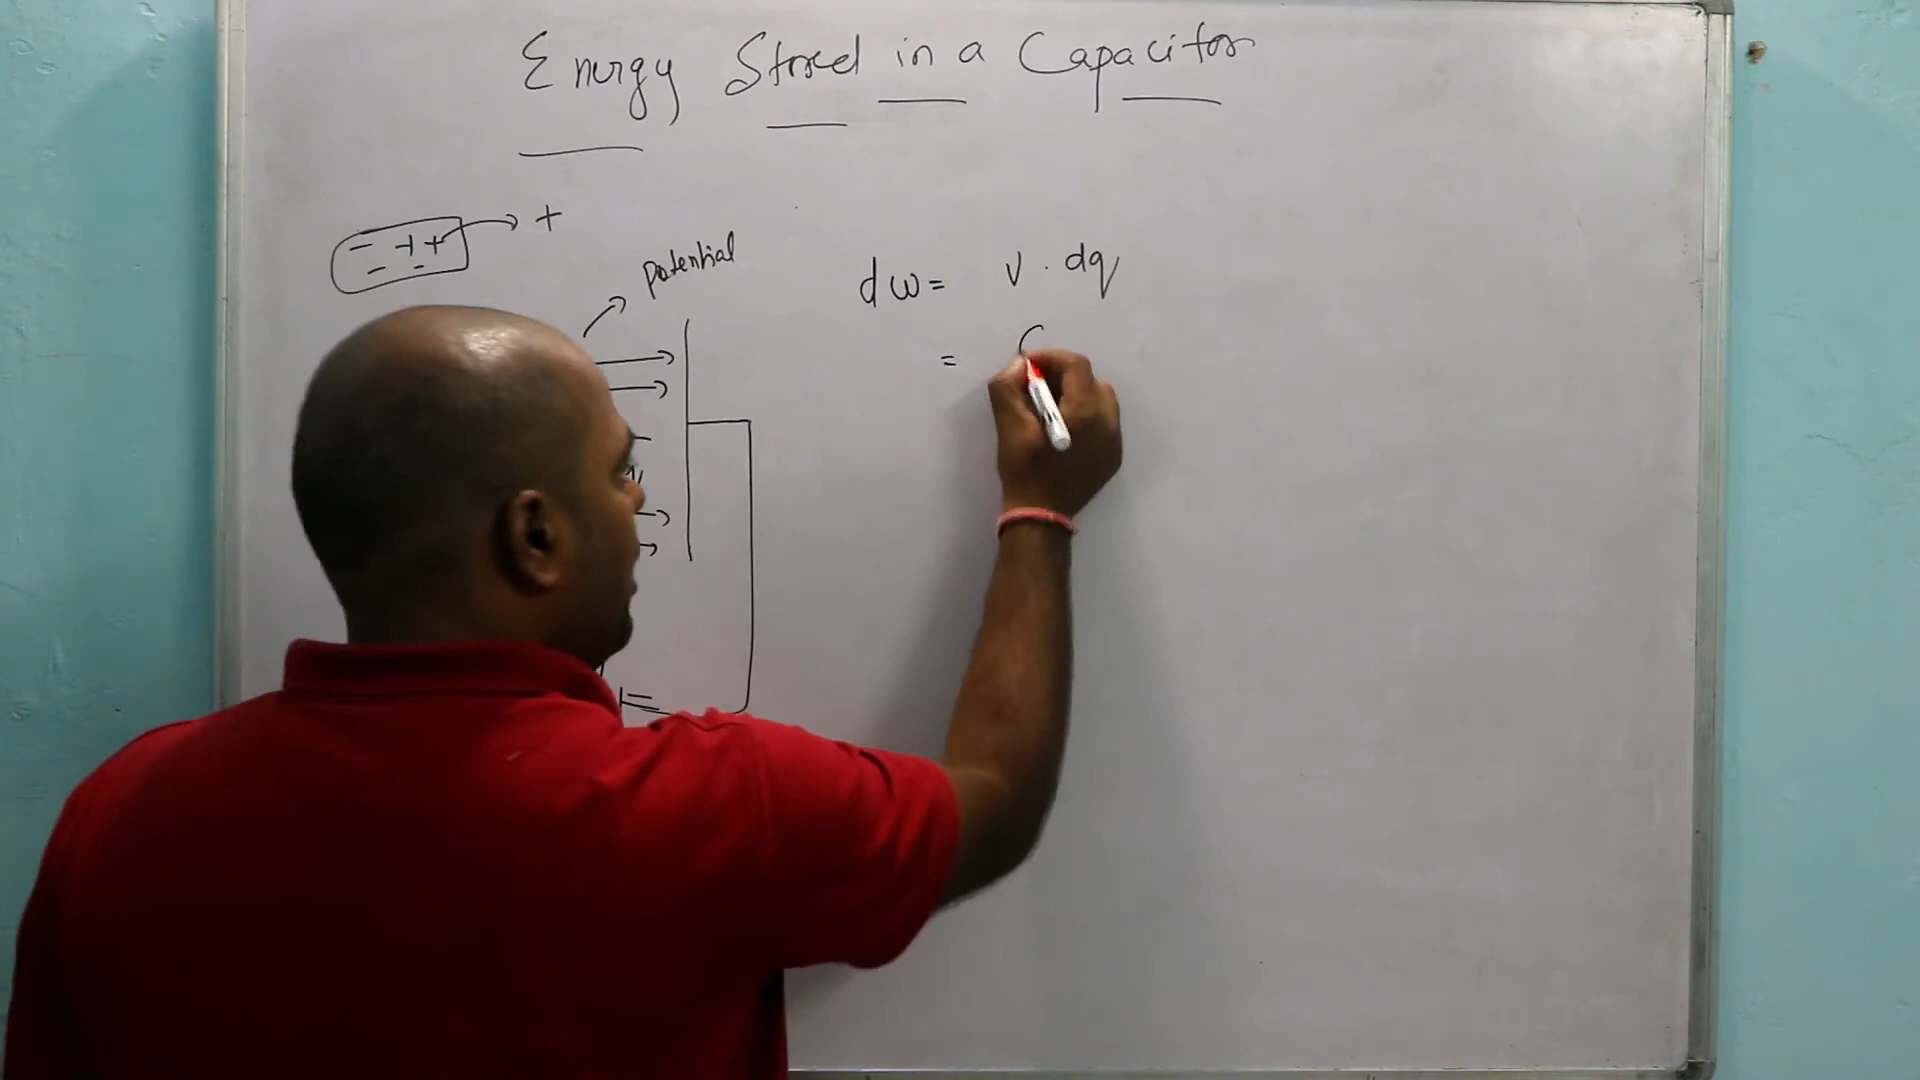 Energy Stored in a Capacitor
- + +
- -
+
potential
dw = v . dq
=